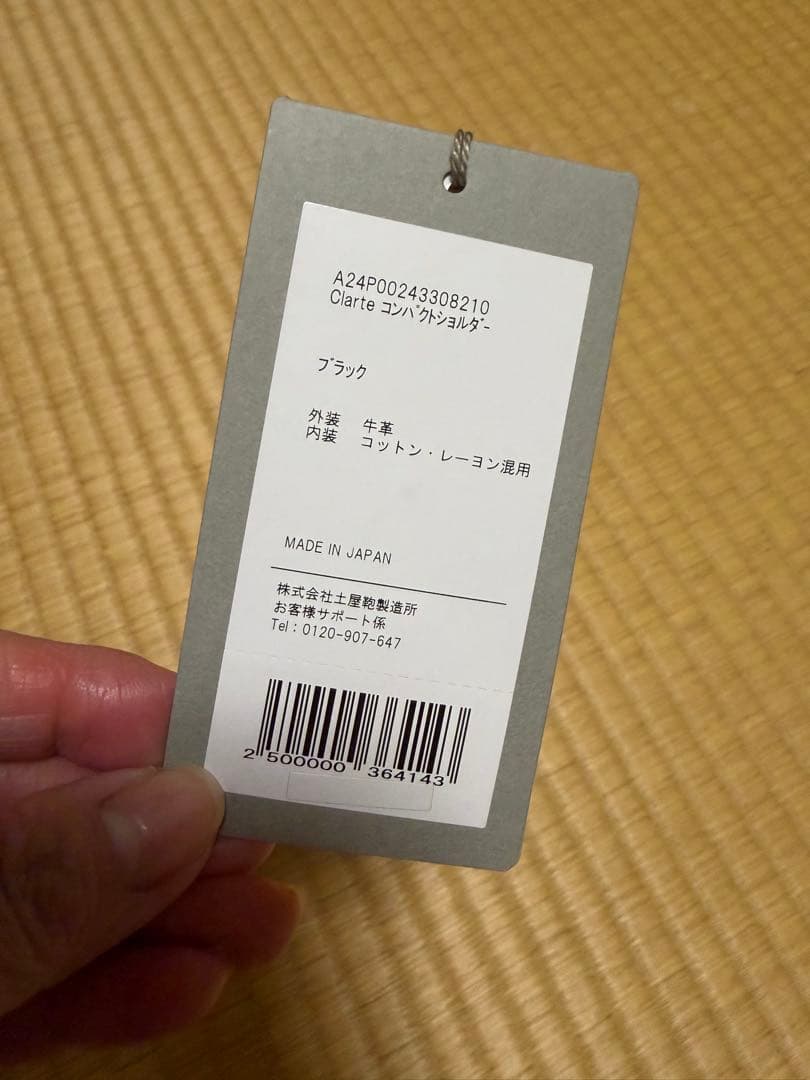 A24P00243308210
Clarte コンパクトショルダー
ブラック
外装 牛革
内装 コットン・レーヨン混用
MADE IN JAPAN
株式会社土屋鞄製造所
お客様サポート係
Tel：0120-907-647
2 500000 364143